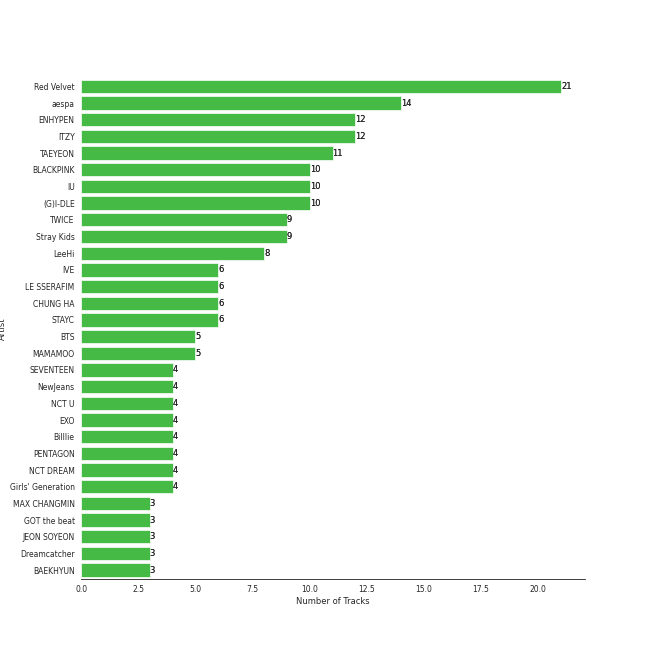 Red Velvet 21
aespa 14
ENHYPEN 12
ITZY 12
TAEYEON 11
BLACKPINK 10
IU 10
(G)I-DLE 10
TWICE 9
Stray Kids 9
LeeHi 8
IVE 6
LE SSERAFIM 6
CHUNG HA 6
STAYC 6
BTS 5
MAMAMOO 5
SEVENTEEN 4
NewJeans 4
NCT U 4
EXO 4
Billlie 4
PENTAGON 4
NCT DREAM 4
Girls' Generation 4
MAX CHANGMIN 3
GOT the beat 3
JEON SOYEON 3
Dreamcatcher 3
BAEKHYUN 3
Artist
0.0 2.5 5.0 7.5 10.0 12.5 15.0 17.5 20.0
Number of Tracks